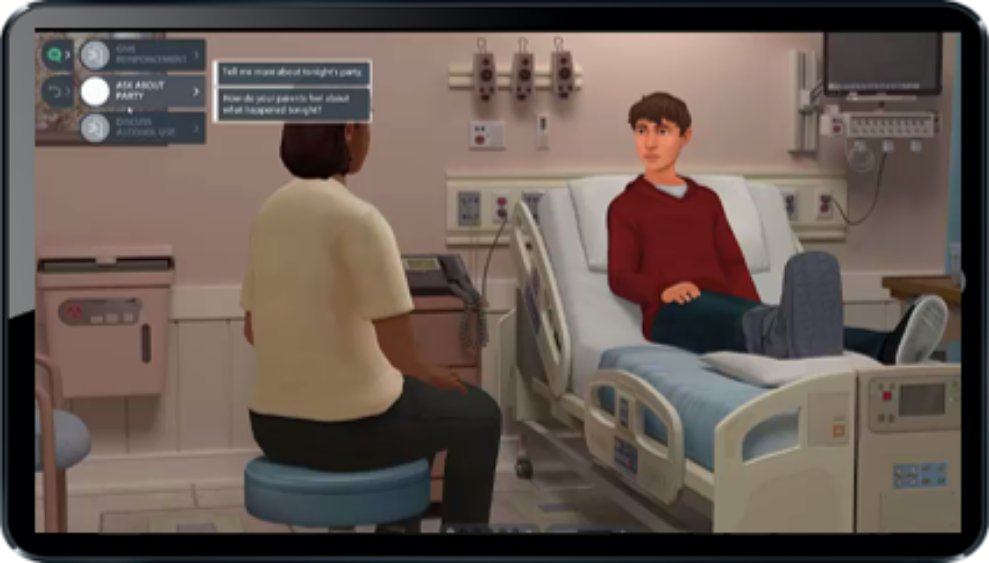 GIVE
REINFORCEMENT
Tell me more about tonight's party.
ASK ABOUT
PARTY
How do your parents feel about
what happened tonight?
DISCUSS
ALCOHOL USE